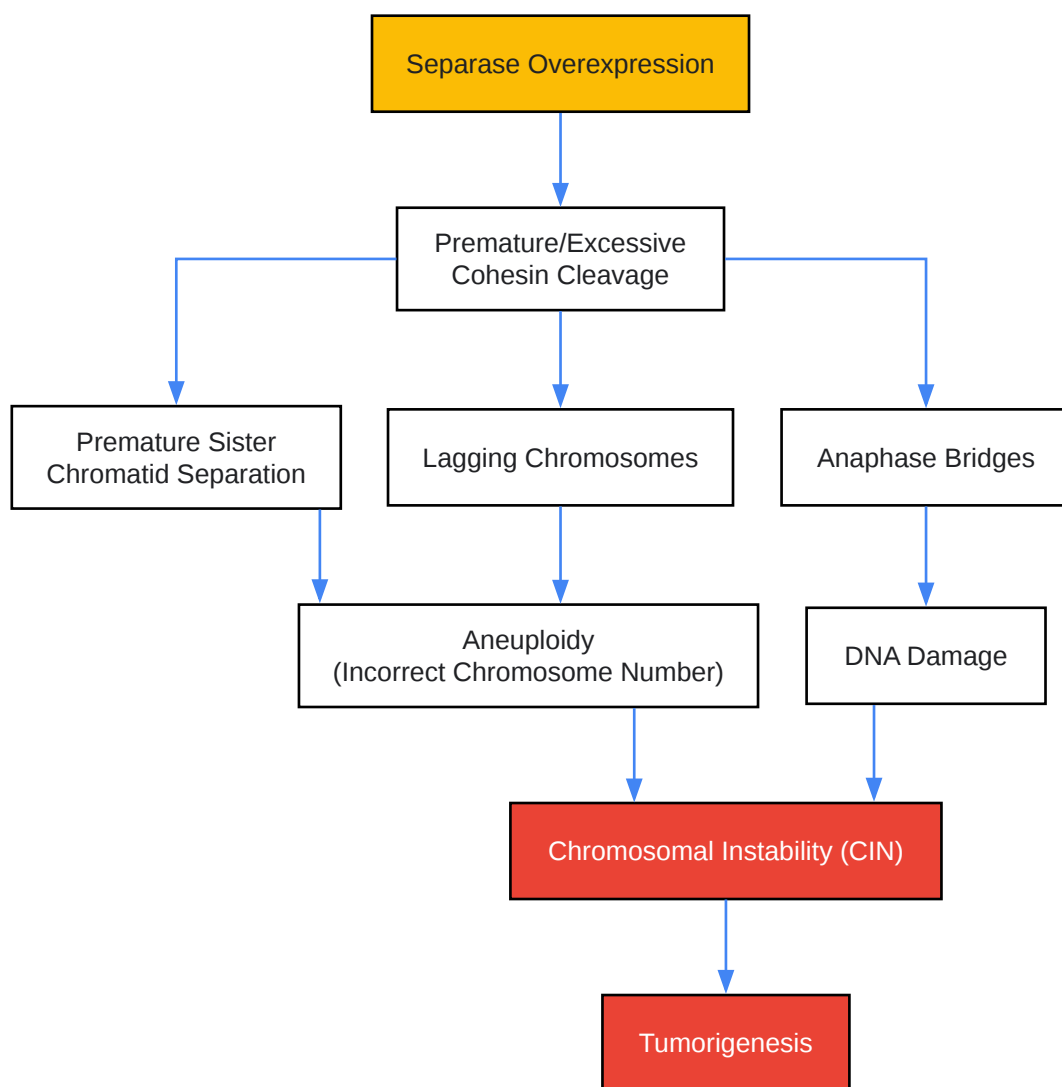 Separase Overexpression
Premature/Excessive
Cohesin Cleavage
Premature Sister
Chromatid Separation
Lagging Chromosomes
Anaphase Bridges
Aneuploidy
(Incorrect Chromosome Number)
DNA Damage
Chromosomal Instability (CIN)
Tumorigenesis